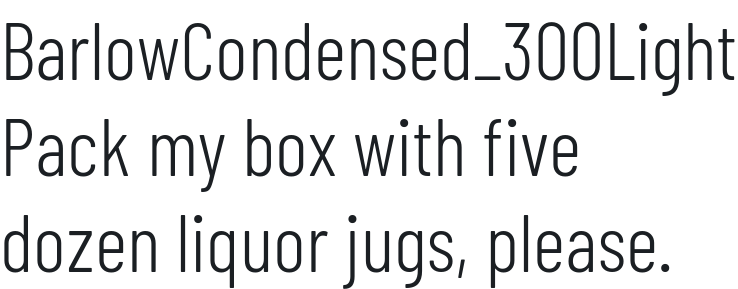 BarlowCondensed_300Light
Pack my box with five
dozen liquor jugs, please.